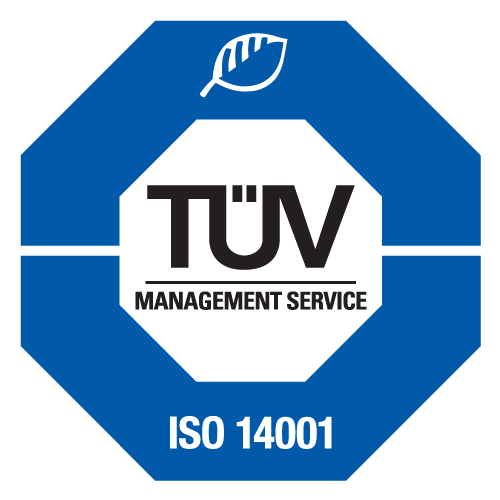 TÜV
MANAGEMENT SERVICE
ISO 14001